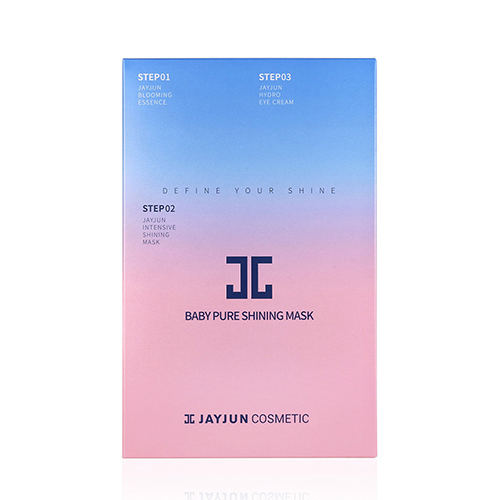 STEP01
JAYJUN
BLOOMING
ESSENCE
STEP03
JAYJUN
HYDRO
EYE CREAM
DEFINE YOUR SHINE
STEP02
JAYJUN
INTENSIVE
SHINING
MASK
BABY PURE SHINING MASK
JAYJUN COSMETIC